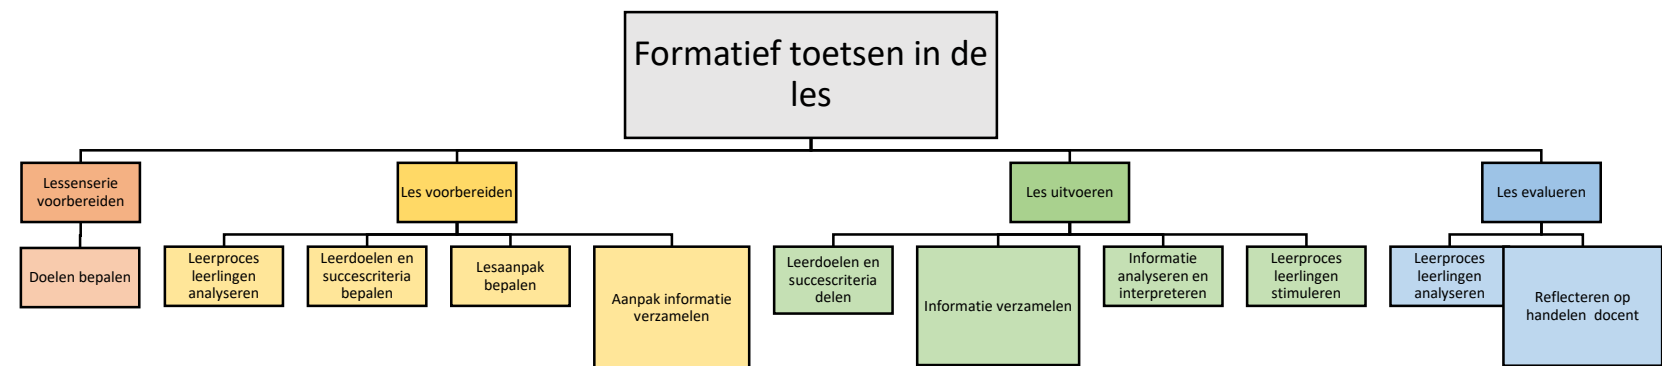 Formatief toetsen in de
les
Lessenserie
voorbereiden
Les voorbereiden
Les uitvoeren
Les evalueren
Doelen bepalen
Leerproces
leerlingen
analyseren
Leerdoelen en
succescriteria
bepalen
Lesaanpak
bepalen
Aanpak informatie
verzamelen
Leerdoelen en
succescriteria
delen
Informatie verzamelen
Informatie
analyseren en
interpreteren
Leerproces
leerlingen
stimuleren
Leerproces
leerlingen
analyseren
Reflecteren op
handelen docent